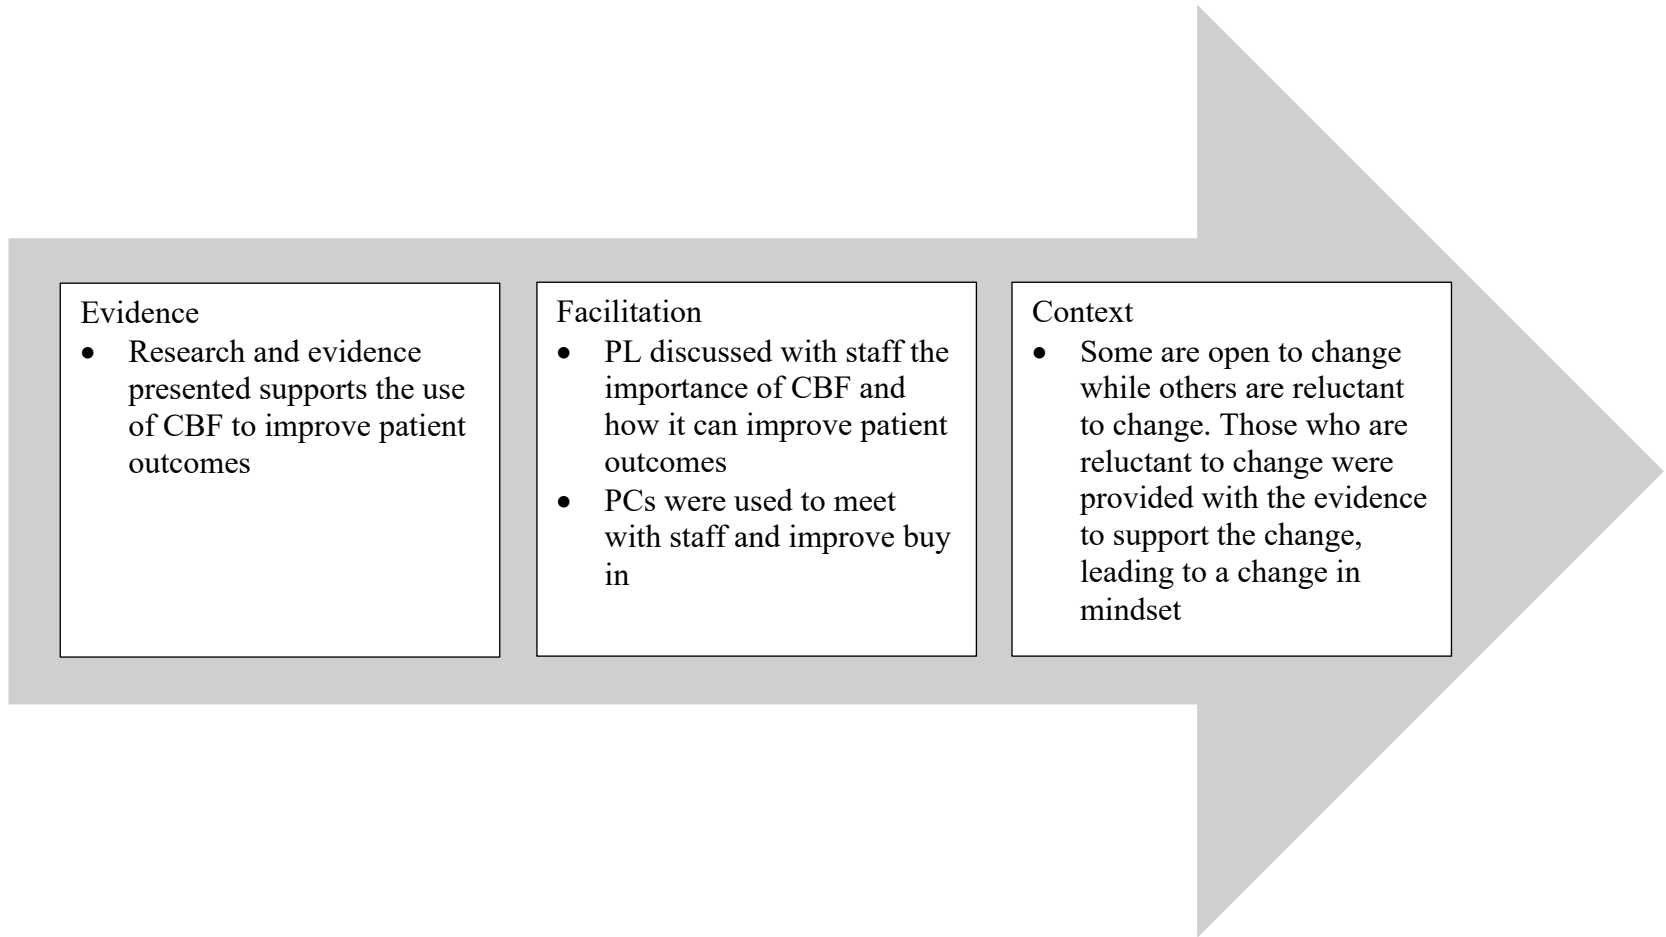 Evidence
• Research and evidence
presented supports the use
of CBF to improve patient
outcomes
Facilitation
• PL discussed with staff the
importance of CBF and
how it can improve patient
outcomes
• PCs were used to meet
with staff and improve buy
in
Context
• Some are open to change
while others are reluctant
to change. Those who are
reluctant to change were
provided with the evidence
to support the change,
leading to a change in
mindset